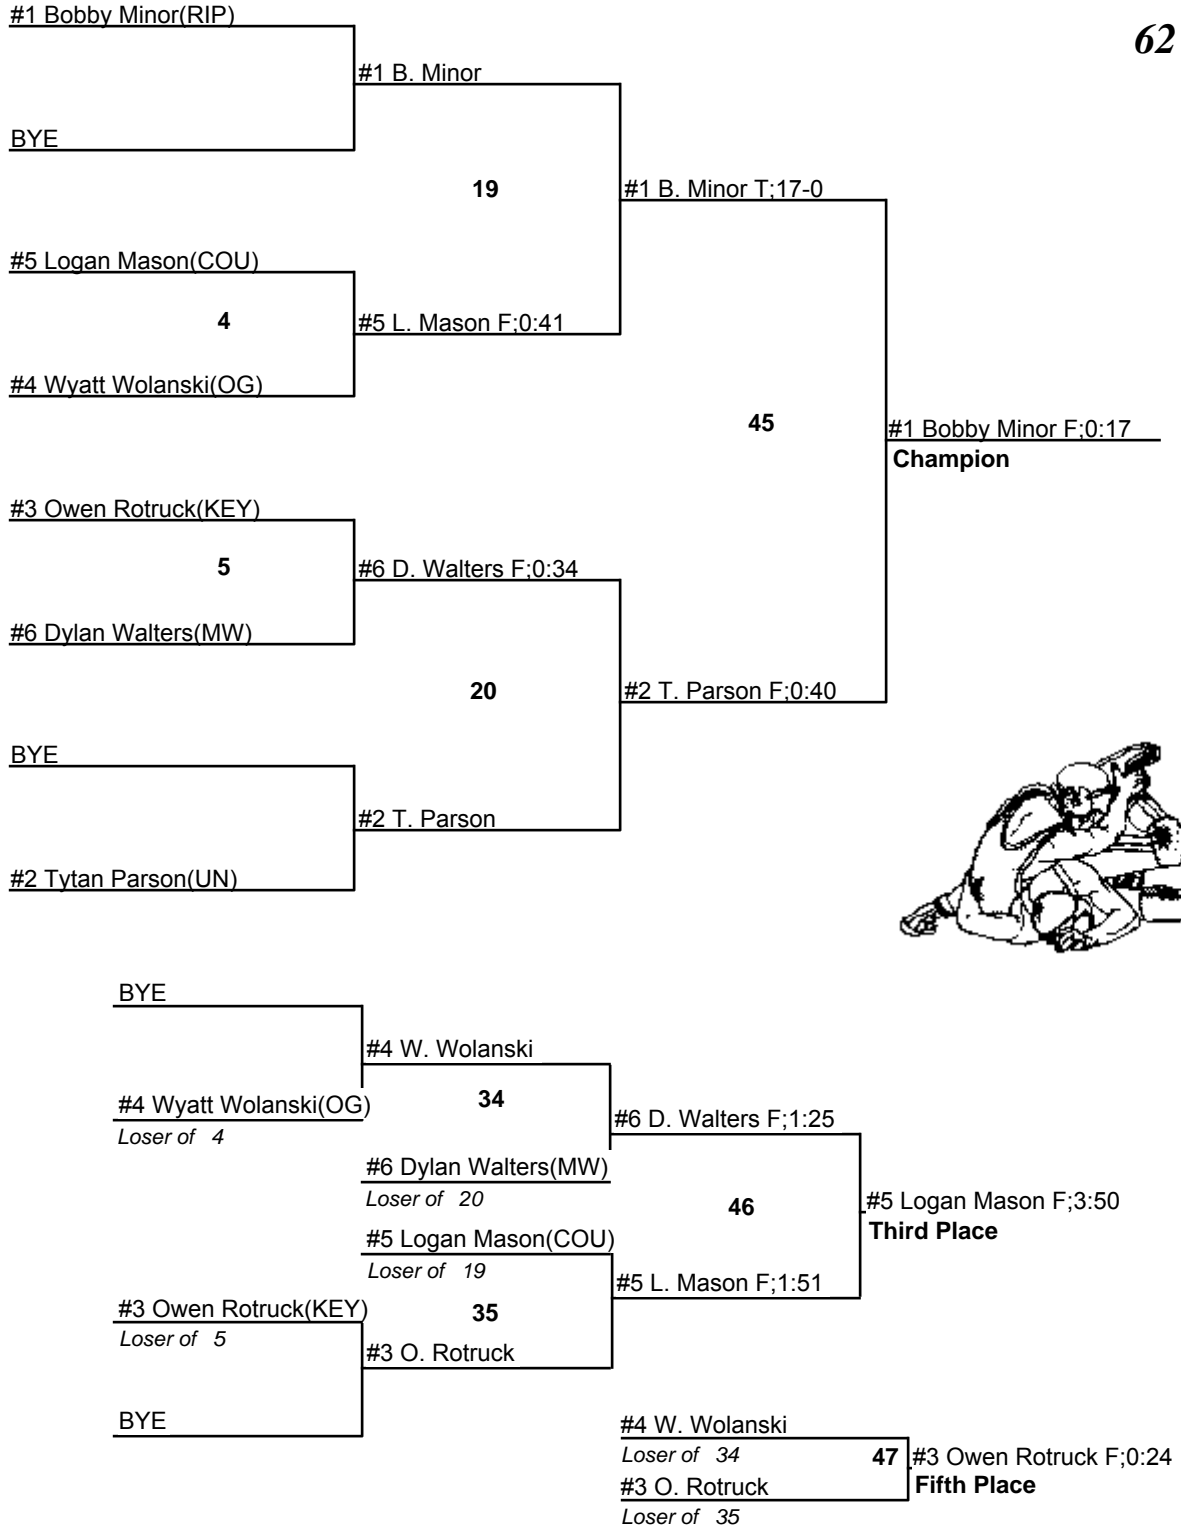 #1 Bobby Minor(RIP)
62
#1 B. Minor
BYE
19
#1 B. Minor T;17-0
#5 Logan Mason(COU)
4
#5 L. Mason F;0:41
#4 Wyatt Wolanski(OG)
45
#1 Bobby Minor F;0:17
Champion
#3 Owen Rotruck(KEY)
5
#6 D. Walters F;0:34
#6 Dylan Walters(MW)
20
#2 T. Parson F;0:40
BYE
#2 T. Parson
#2 Tytan Parson(UN)
BYE
#4 W. Wolanski
#4 Wyatt Wolanski(OG)
34
Loser of 4
#6 D. Walters F;1:25
#6 Dylan Walters(MW)
Loser of 20
46
#5 Logan Mason F;3:50
Third Place
#5 Logan Mason(COU)
Loser of 19
#5 L. Mason F;1:51
#3 Owen Rotruck(KEY)
35
Loser of 5
#3 O. Rotruck
BYE
#4 W. Wolanski
Loser of 34
47
#3 Owen Rotruck F;0:24
Fifth Place
#3 O. Rotruck
Loser of 35